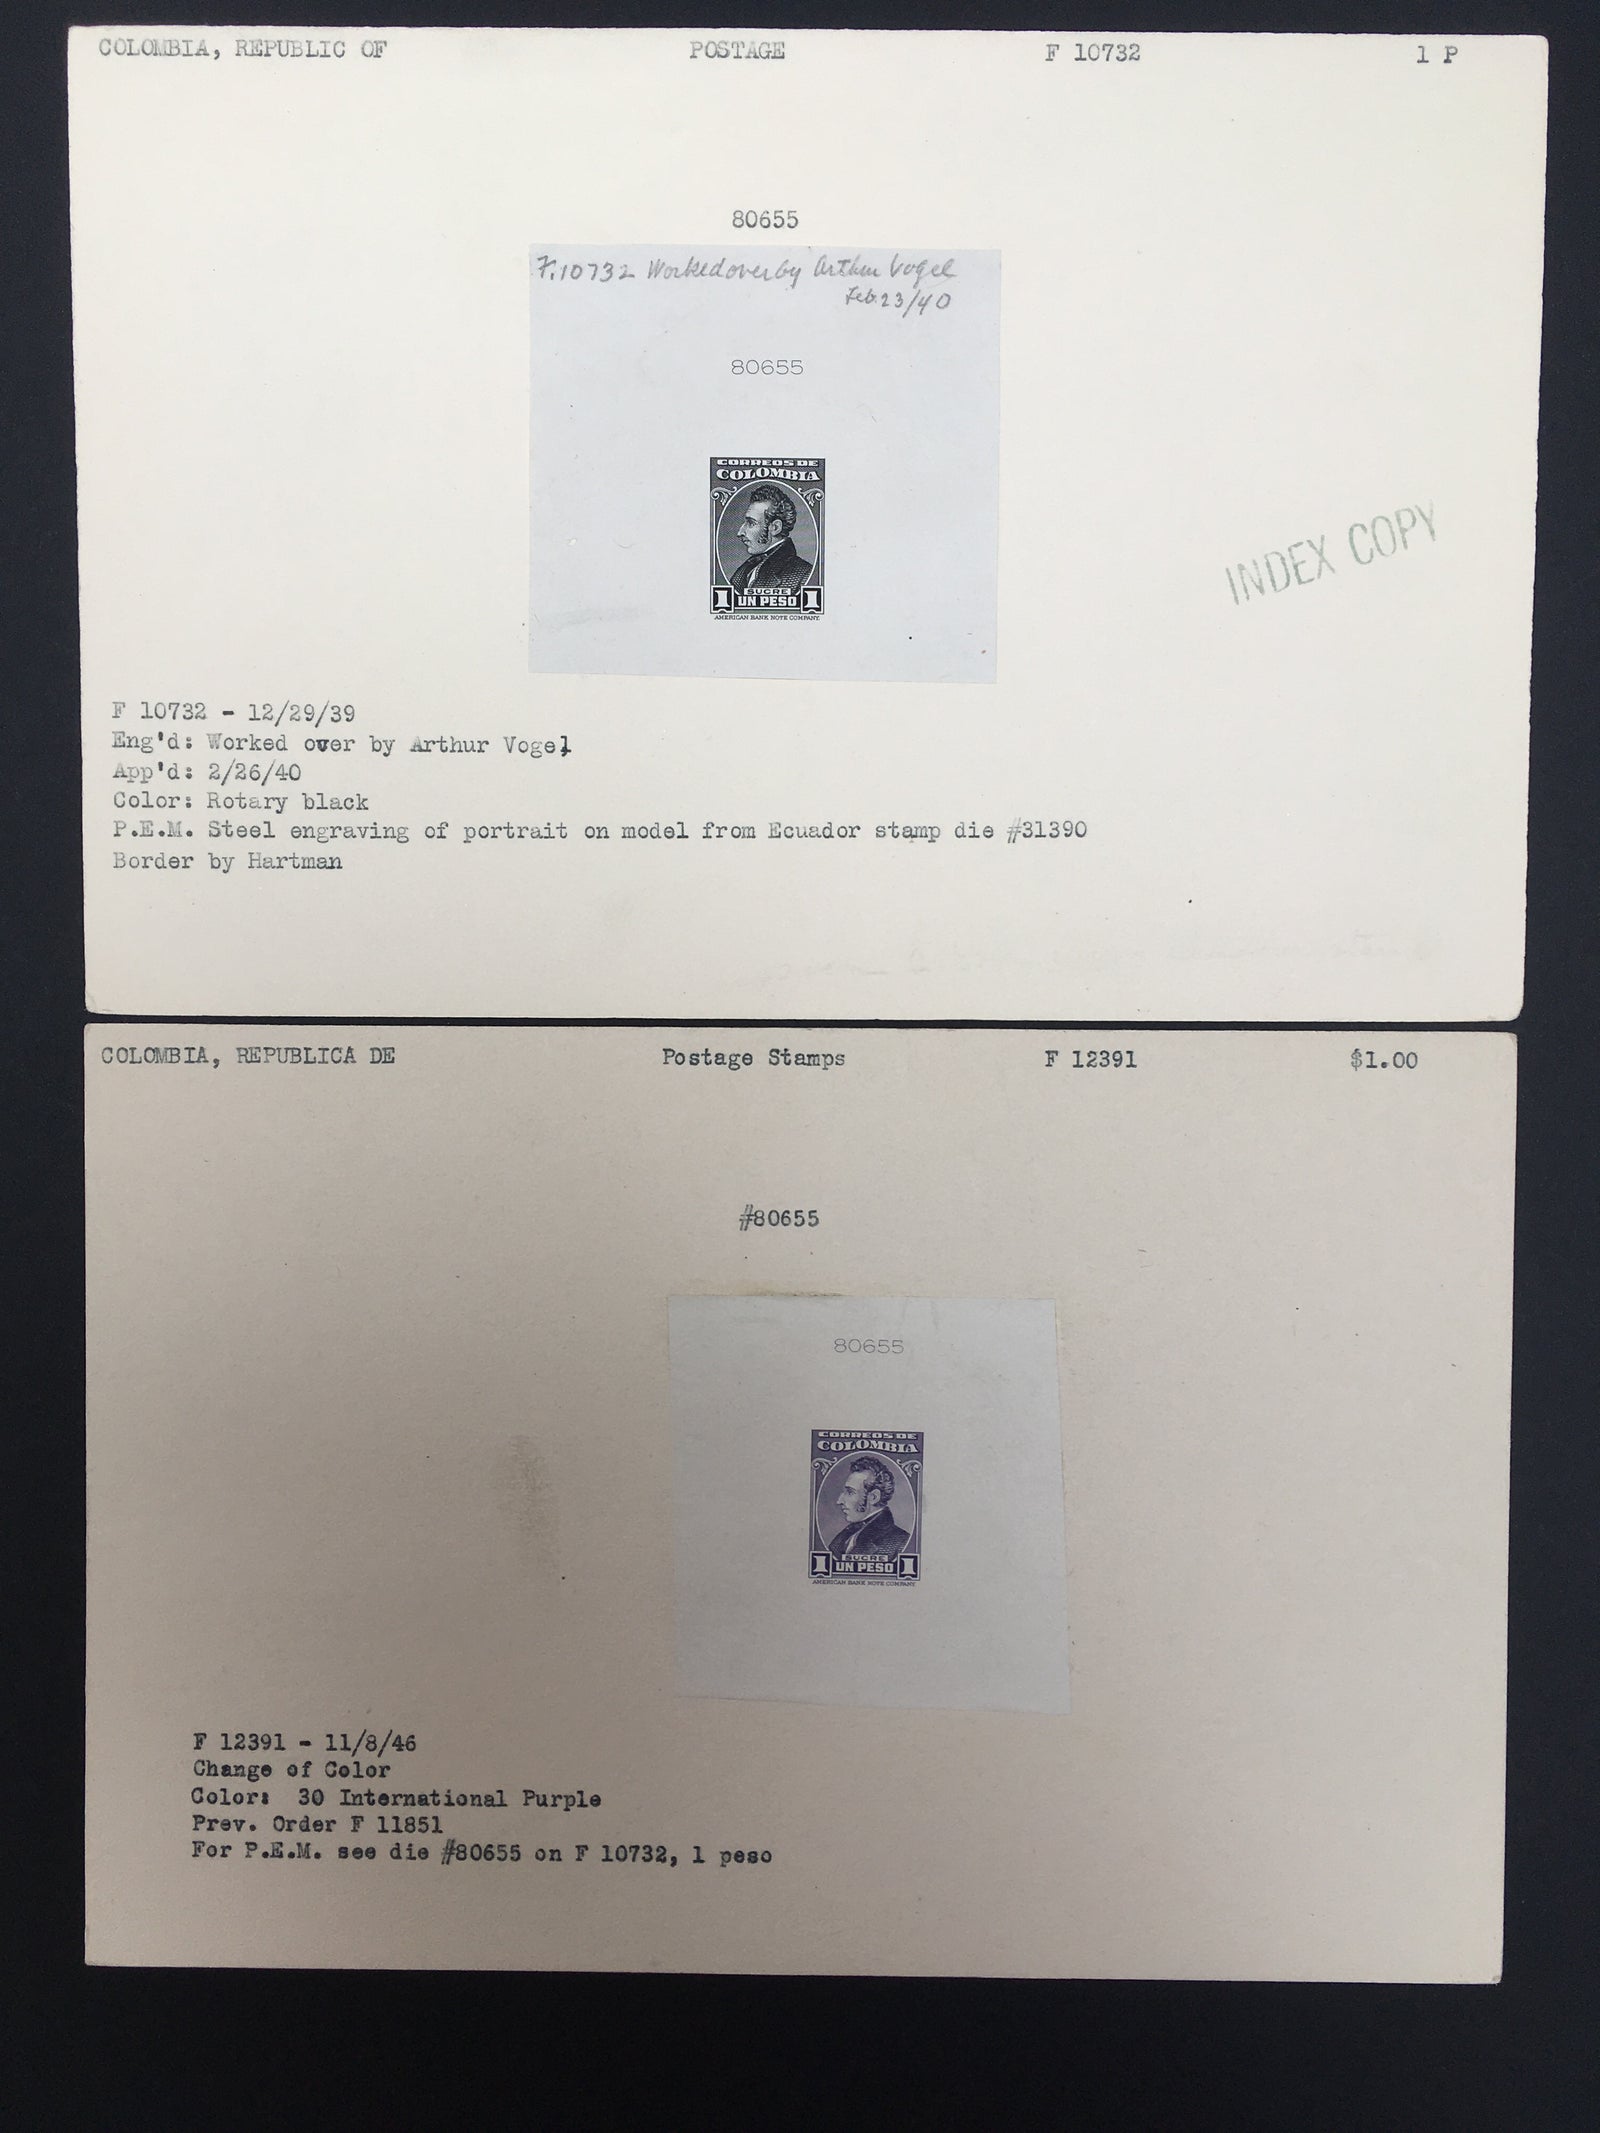 COLOMBIA, REPUBLIC OF POSTAGE F 10732 1 P
80655
F.10732 Worked over by Arthur Vogel
Feb.23/40
80655
CORREOS DE
COLOMBIA
SUCRE
1 UN PESO 1
AMERICAN BANK NOTE COMPANY.
INDEX COPY
F 10732 - 12/29/39
Eng'd: Worked over by Arthur Vogel
App'd: 2/26/40
Color: Rotary black
P.E.M. Steel engraving of portrait on model from Ecuador stamp die #31390
Border by Hartman
COLOMBIA, REPUBLICA DE Postage Stamps F 12391 $1.00
#80655
80655
CORREOS DE
COLOMBIA
SUCRE
1 UN PESO 1
AMERICAN BANK NOTE COMPANY.
F 12391 - 11/8/46
Change of Color
Color: 30 International Purple
Prev. Order F 11851
For P.E.M. see die #80655 on F 10732, 1 peso